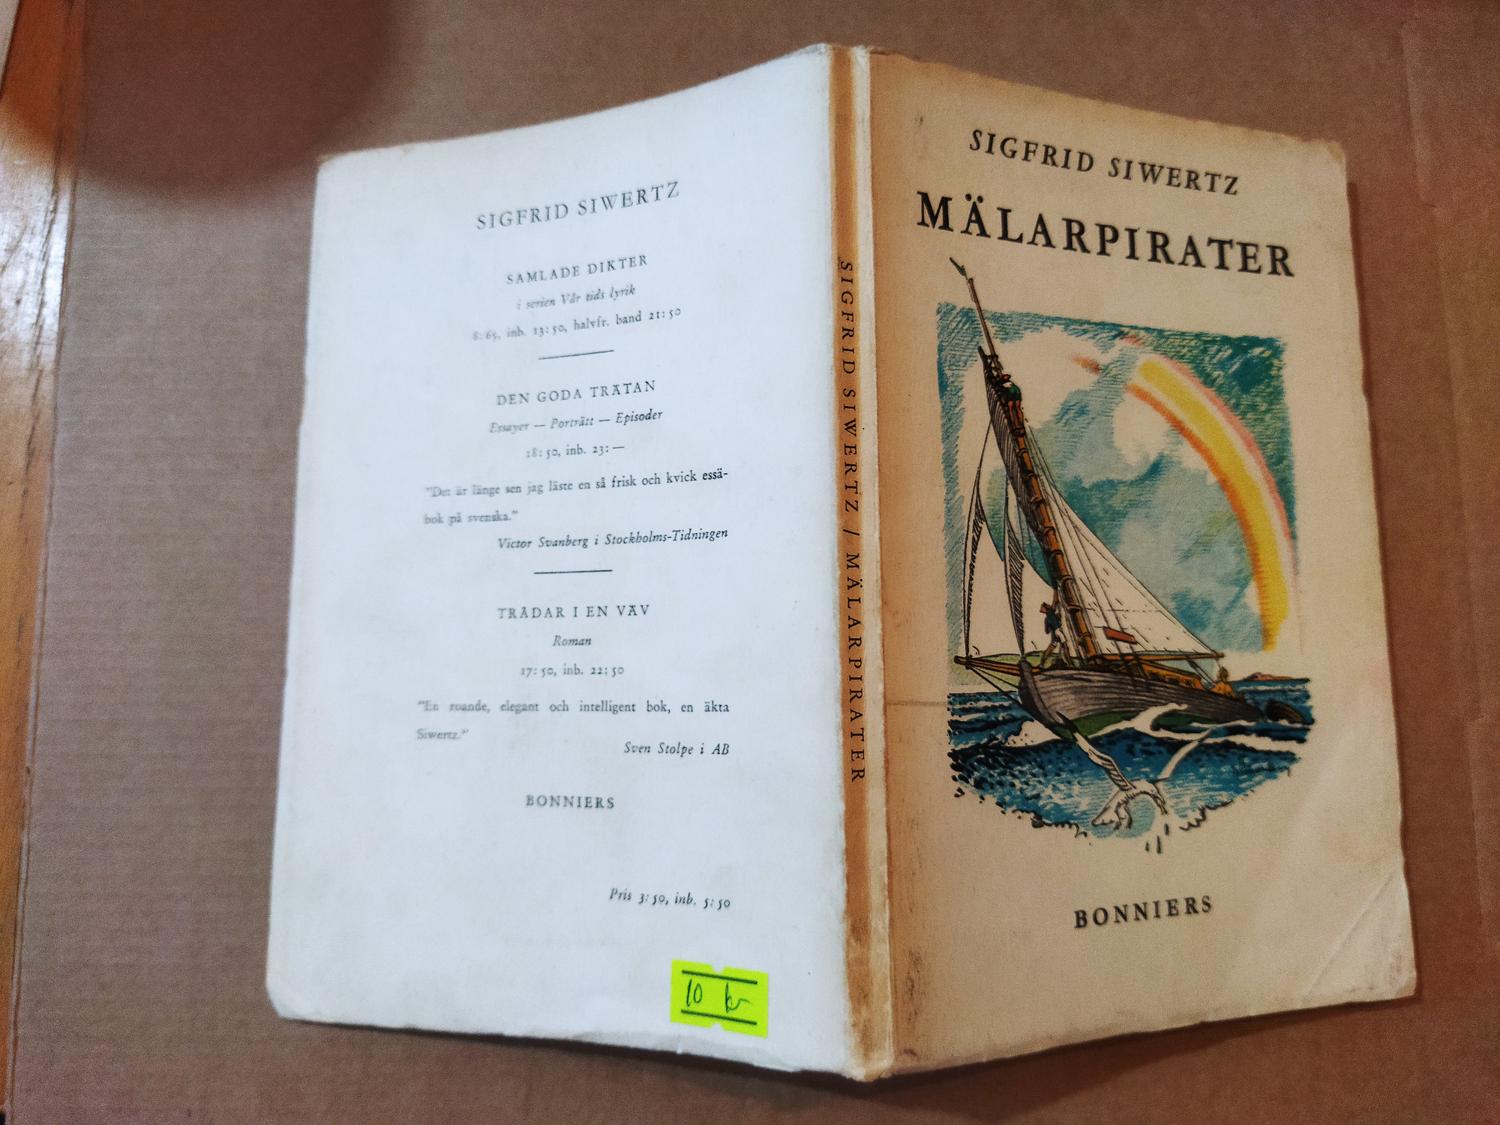 SIGFRID SIWERTZ
SAMLADE DIKTER
i serien Vår tids lyrik
8: 65, inb. 13: 50, halvfr. band 21: 50
DEN GODA TRÄTAN
Essayer — Porträtt — Episoder
18: 50, inb. 23: —
"Det är länge sen jag läste en så frisk och kvick essä-
bok på svenska."
Victor Svanberg i Stockholms-Tidningen
TRÅDAR I EN VÄV
Roman
17: 50, inb. 22: 50
"En roande, elegant och intelligent bok, en äkta
Siwertz."
Sven Stolpe i AB
BONNIERS
Pris 3: 50, inb. 5: 50
10 kr
SIGFRID SIWERTZ / MÄLARPIRATER
SIGFRID SIWERTZ
MÄLARPIRATER
BONNIERS